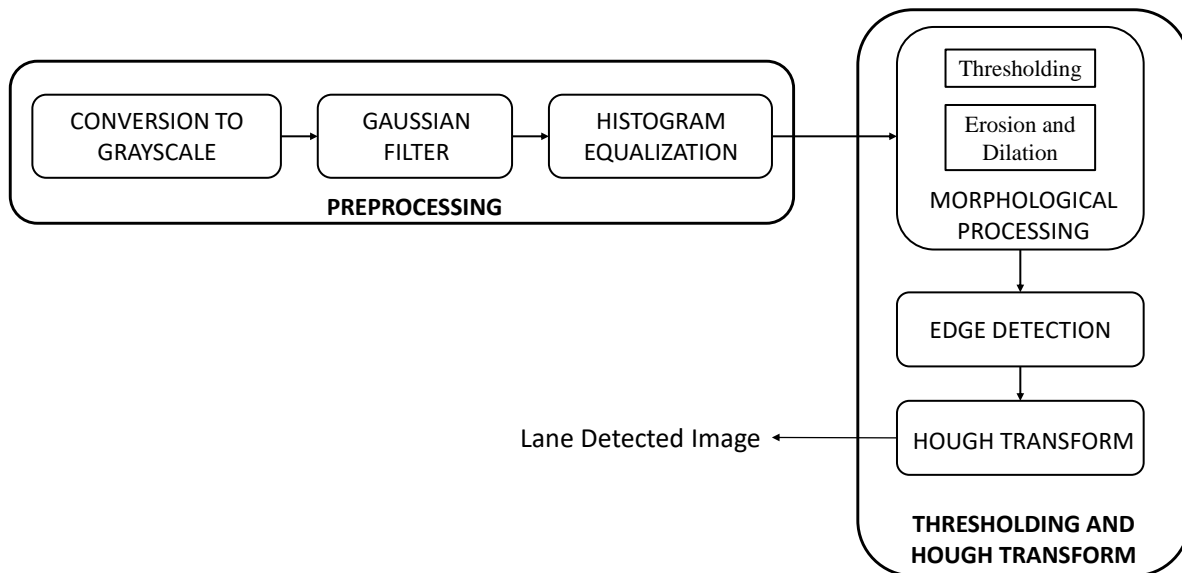 CONVERSION TO
GRAYSCALE
GAUSSIAN
FILTER
HISTOGRAM
EQUALIZATION
PREPROCESSING
Thresholding
Erosion and
Dilation
MORPHOLOGICAL
PROCESSING
EDGE DETECTION
HOUGH TRANSFORM
Lane Detected Image
THRESHOLDING AND
HOUGH TRANSFORM